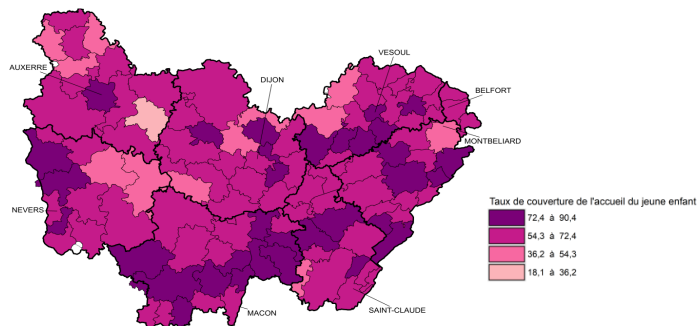 VESOUL
AUXERRE
DIJON
BELFORT
MONTBELIARD
NEVERS
MACON
SAINT-CLAUDE
Taux de couverture de l'accueil du jeune enfant
72,4 à 90,4
54,3 à 72,4
36,2 à 54,3
18,1 à 36,2